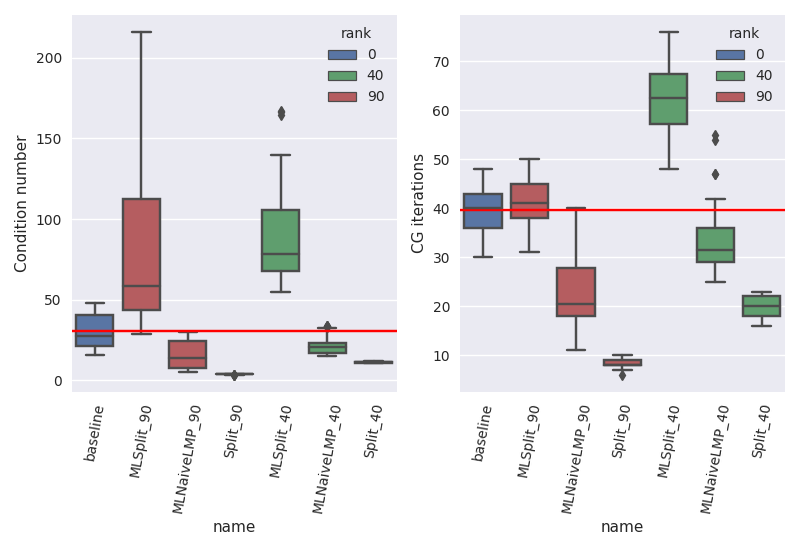 Condition number
200
150
100
50
0
rank
0
40
90
baseline
MLSplit_90
MLNaiveLMP_90
Split_90
MLSplit_40
MLNaiveLMP_40
Split_40
name
CG iterations
70
60
50
40
30
20
10
rank
0
40
90
baseline
MLSplit_90
MLNaiveLMP_90
Split_90
MLSplit_40
MLNaiveLMP_40
Split_40
name